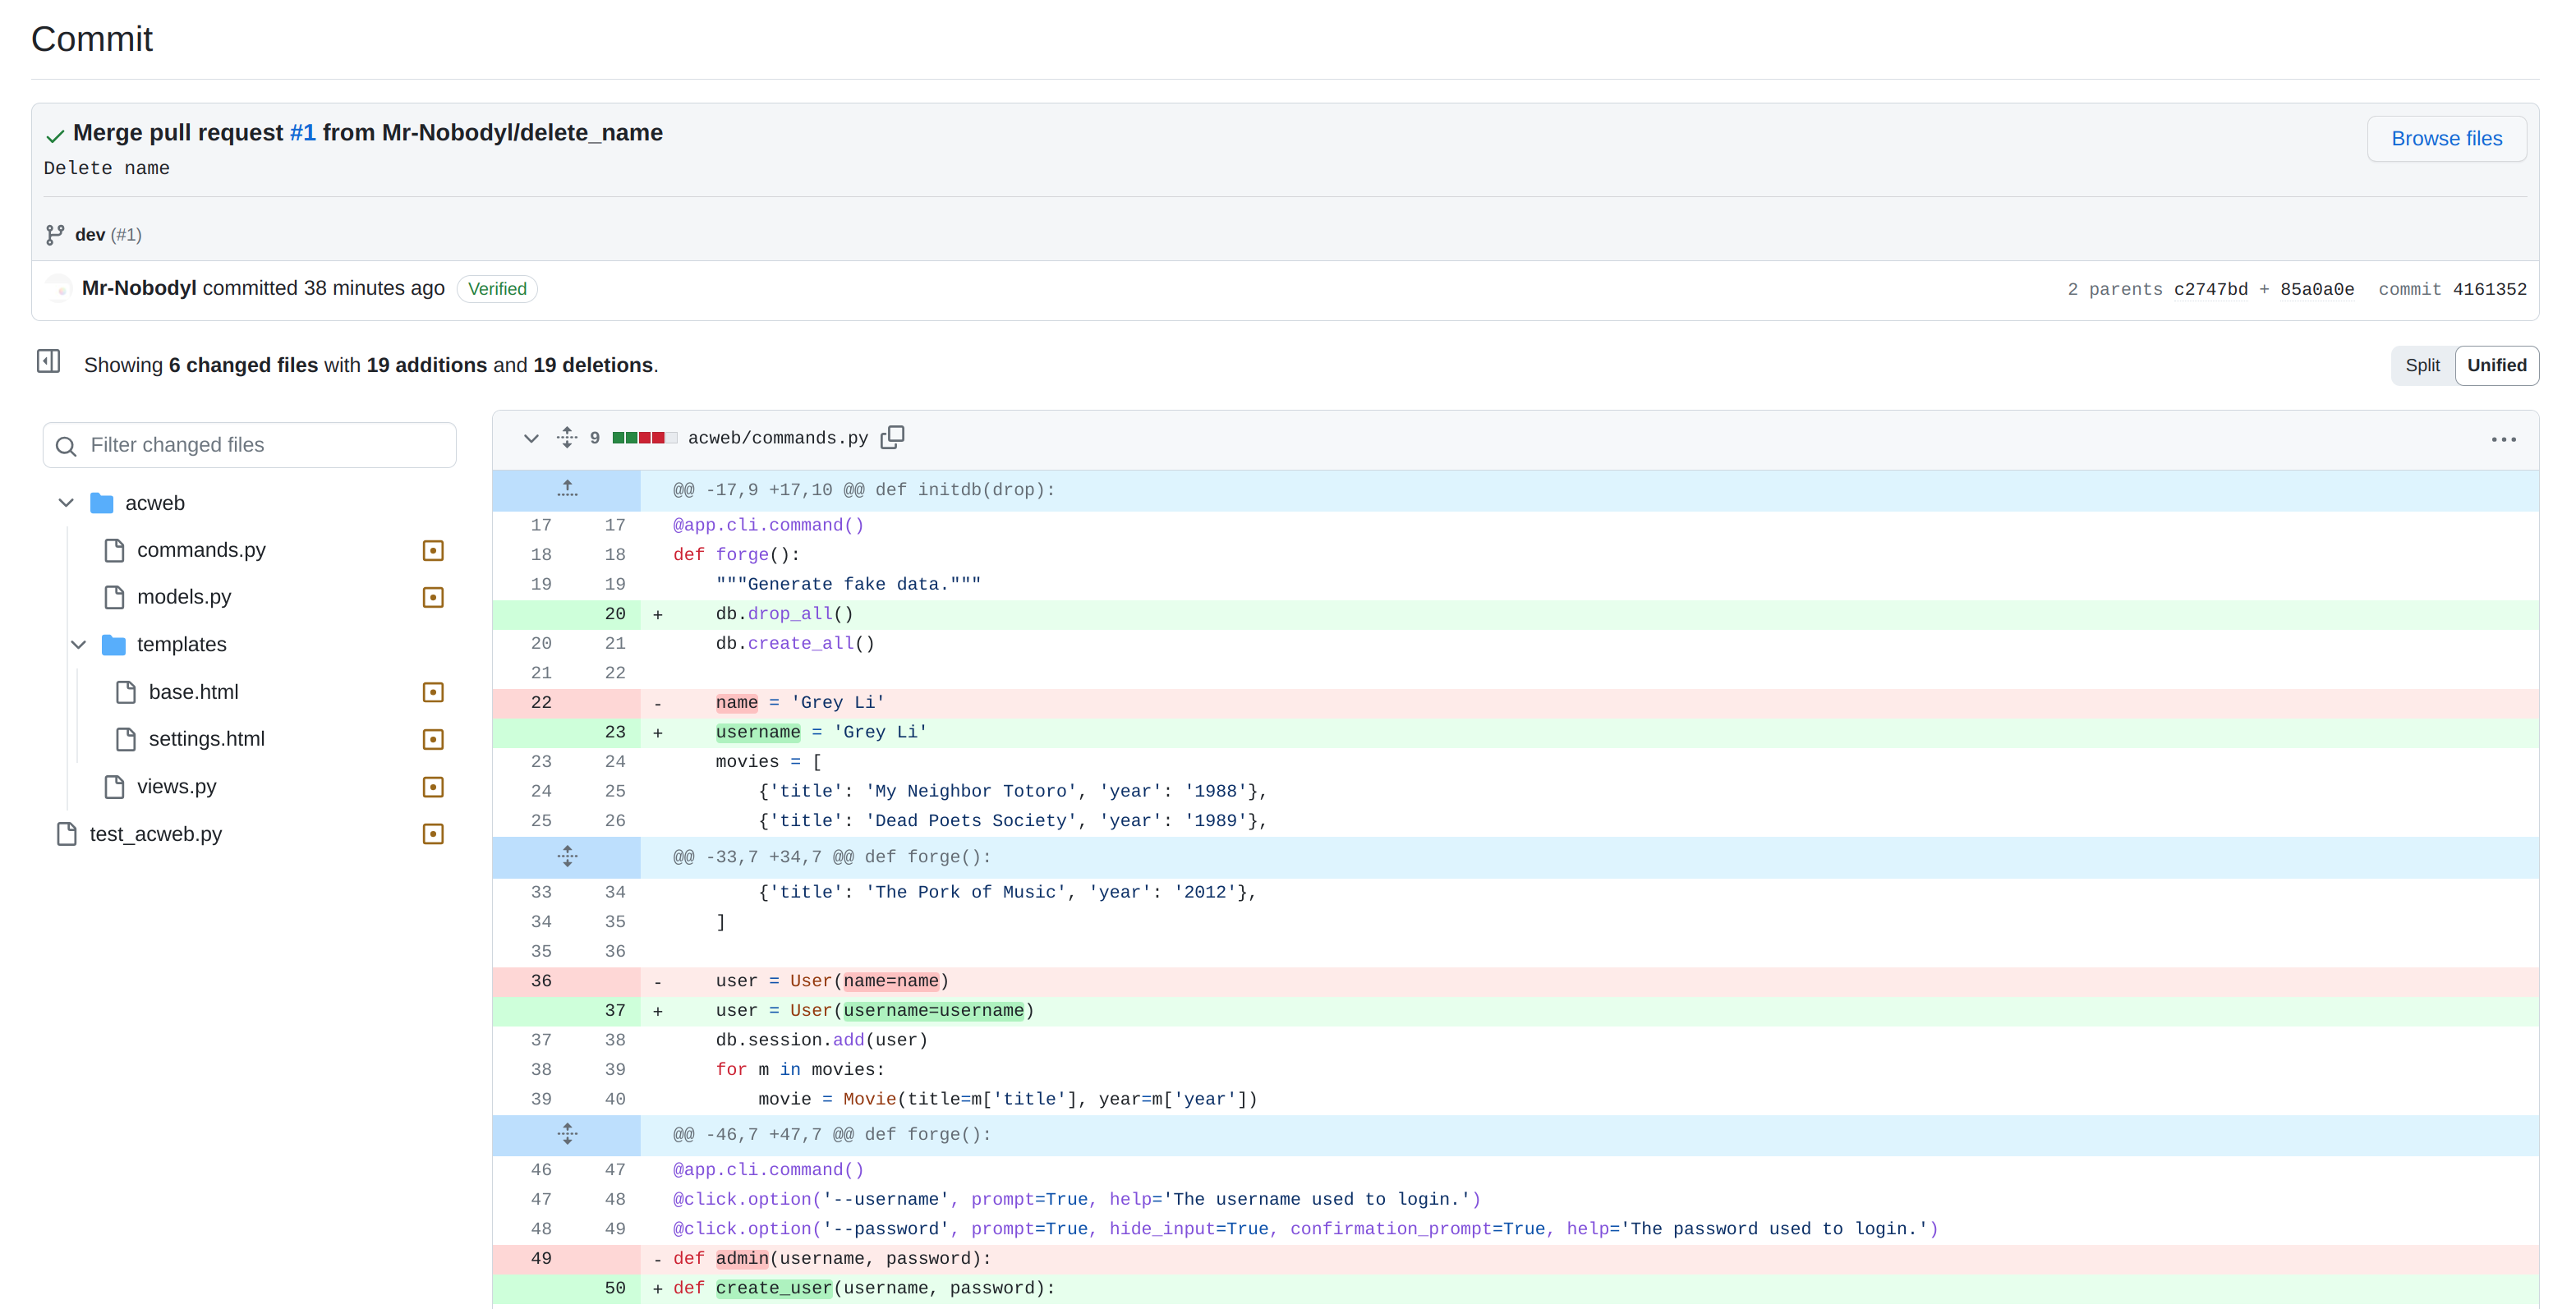 Commit
Merge pull request #1 from Mr-Nobodyl/delete_name
Browse files
Delete name
dev (#1)
Mr-Nobodyl committed 38 minutes ago Verified
2 parents c2747bd + 85a0a0e commit 4161352
Showing 6 changed files with 19 additions and 19 deletions.
Split Unified
Filter changed files
acweb
commands.py
models.py
templates
base.html
settings.html
views.py
test_acweb.py
9 acweb/commands.py
@@ -17,9 +17,10 @@ def initdb(drop):
17 17 @app.cli.command()
18 18 def forge():
19 19 """Generate fake data."""
20 + db.drop_all()
20 21 db.create_all()
21 22
22 - name = 'Grey Li'
23 + username = 'Grey Li'
23 24 movies = [
24 25 {'title': 'My Neighbor Totoro', 'year': '1988'},
25 26 {'title': 'Dead Poets Society', 'year': '1989'},
@@ -33,7 +34,7 @@ def forge():
33 34 {'title': 'The Pork of Music', 'year': '2012'},
34 35 ]
35 36
36 - user = User(name=name)
37 + user = User(username=username)
37 38 db.session.add(user)
38 39 for m in movies:
39 40 movie = Movie(title=m['title'], year=m['year'])
@@ -46,7 +47,7 @@ def forge():
46 47 @app.cli.command()
47 48 @click.option('--username', prompt=True, help='The username used to login.')
48 49 @click.option('--password', prompt=True, hide_input=True, confirmation_prompt=True, help='The password used to login.')
49 - def admin(username, password):
50 + def create_user(username, password):